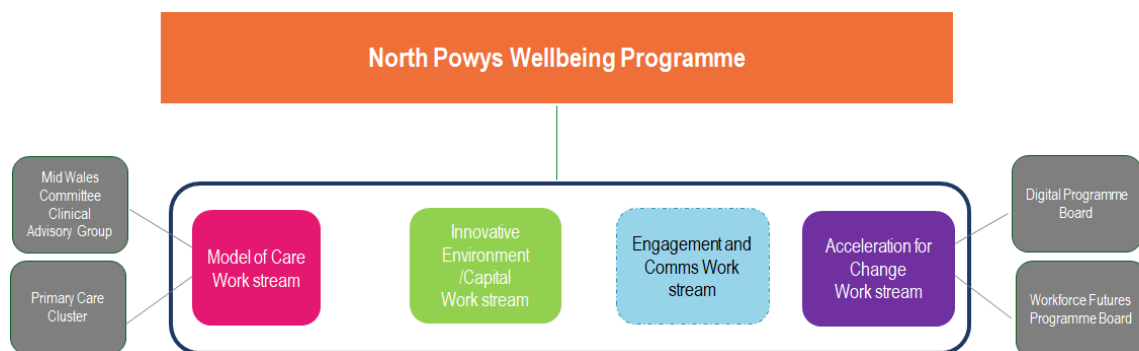 North Powys Wellbeing Programme
Mid Wales
Committee
Clinical
Advisory Group
Primary Care
Cluster
Model of Care
Work stream
Innovative
Environment
/Capital
Work stream
Engagement and
Comms Work
stream
Acceleration for
Change
Work stream
Digital Programme
Board
Workforce Futures
Programme Board